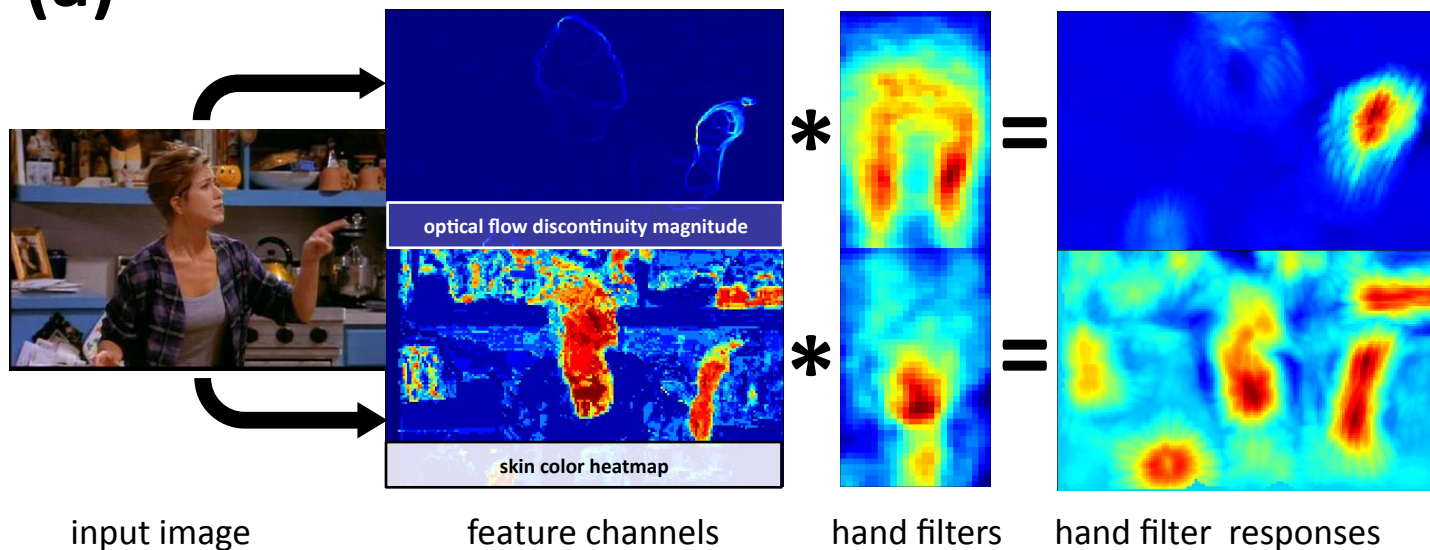 (a)
optical flow discontinuity magnitude
*
=
skin color heatmap
*
=
input image
feature channels
hand filters
hand filter responses